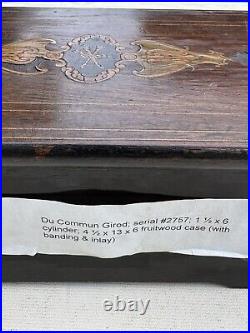 Du Commun Girod; serial #2757; 1 ½ x 6
cylinder; 4 ½ x 13 x 6 fruitwood case (with
banding & inlay)